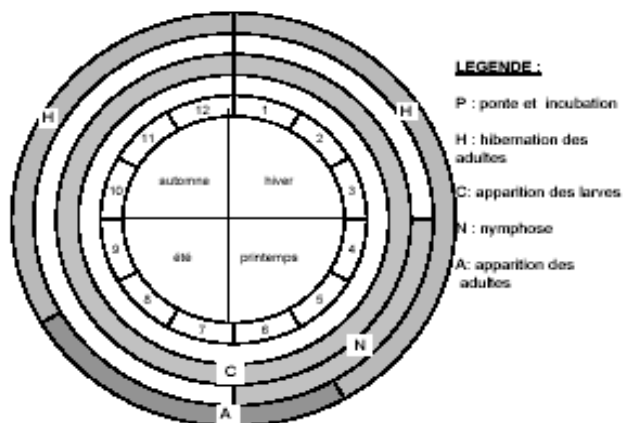 H
H
12
1
11
2
10
3
automne
hiver
9
4
été
printemps
8
5
7
6
C
N
A
LEGENDE :
P : ponte et incubation
H : hibernation des
adultes
C: apparition des larves
N : nymphose
A: apparition des
adultes